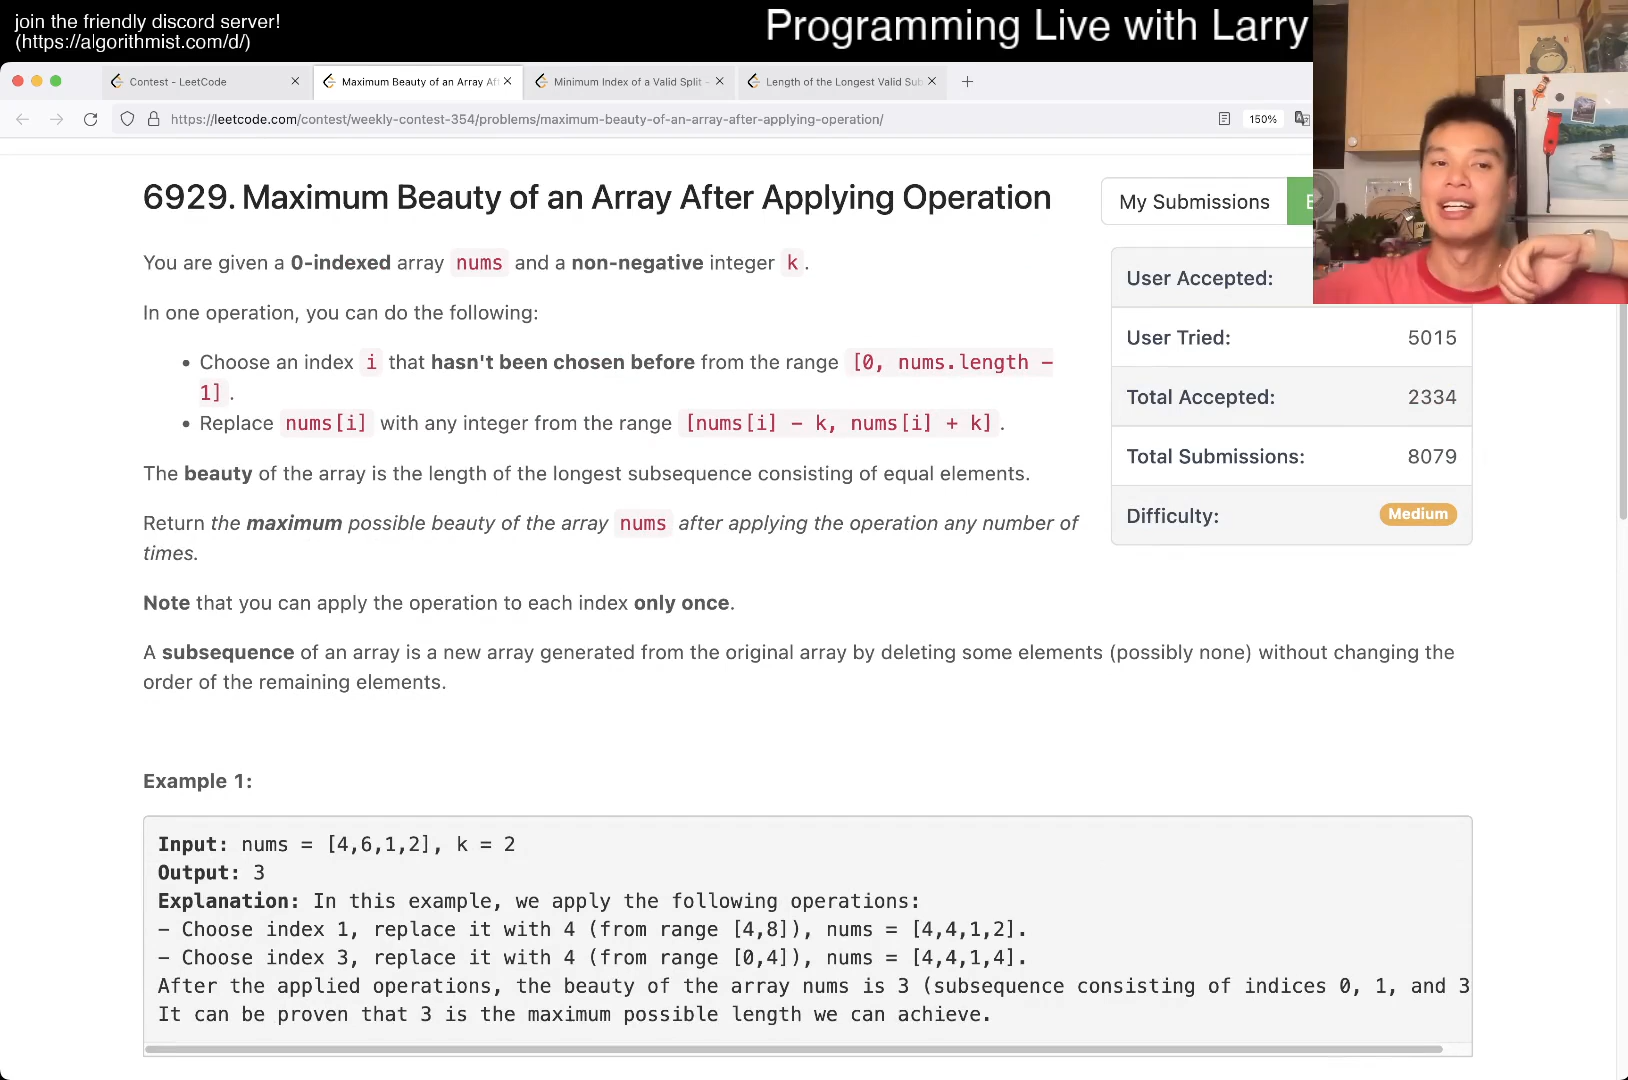 join the friendly discord server!
(https://algorithmist.com/d/)
Programming Live with Larry
Contest - LeetCode
Maximum Beauty of an Array Aft
Minimum Index of a Valid Split -
Length of the Longest Valid Sub
https://leetcode.com/contest/weekly-contest-354/problems/maximum-beauty-of-an-array-after-applying-operation/
150%
6929. Maximum Beauty of an Array After Applying Operation
My Submissions
You are given a 0-indexed array nums and a non-negative integer k.
In one operation, you can do the following:
• Choose an index i that hasn't been chosen before from the range [0, nums.length -
1].
• Replace nums[i] with any integer from the range [nums[i] - k, nums[i] + k].
The beauty of the array is the length of the longest subsequence consisting of equal elements.
Return the maximum possible beauty of the array nums after applying the operation any number of
times.
Note that you can apply the operation to each index only once.
A subsequence of an array is a new array generated from the original array by deleting some elements (possibly none) without changing the
order of the remaining elements.
User Accepted:
User Tried: 5015
Total Accepted: 2334
Total Submissions: 8079
Difficulty: Medium
Example 1:
Input: nums = [4,6,1,2], k = 2
Output: 3
Explanation: In this example, we apply the following operations:
- Choose index 1, replace it with 4 (from range [4,8]), nums = [4,4,1,2].
- Choose index 3, replace it with 4 (from range [0,4]), nums = [4,4,1,4].
After the applied operations, the beauty of the array nums is 3 (subsequence consisting of indices 0, 1, and 3
It can be proven that 3 is the maximum possible length we can achieve.